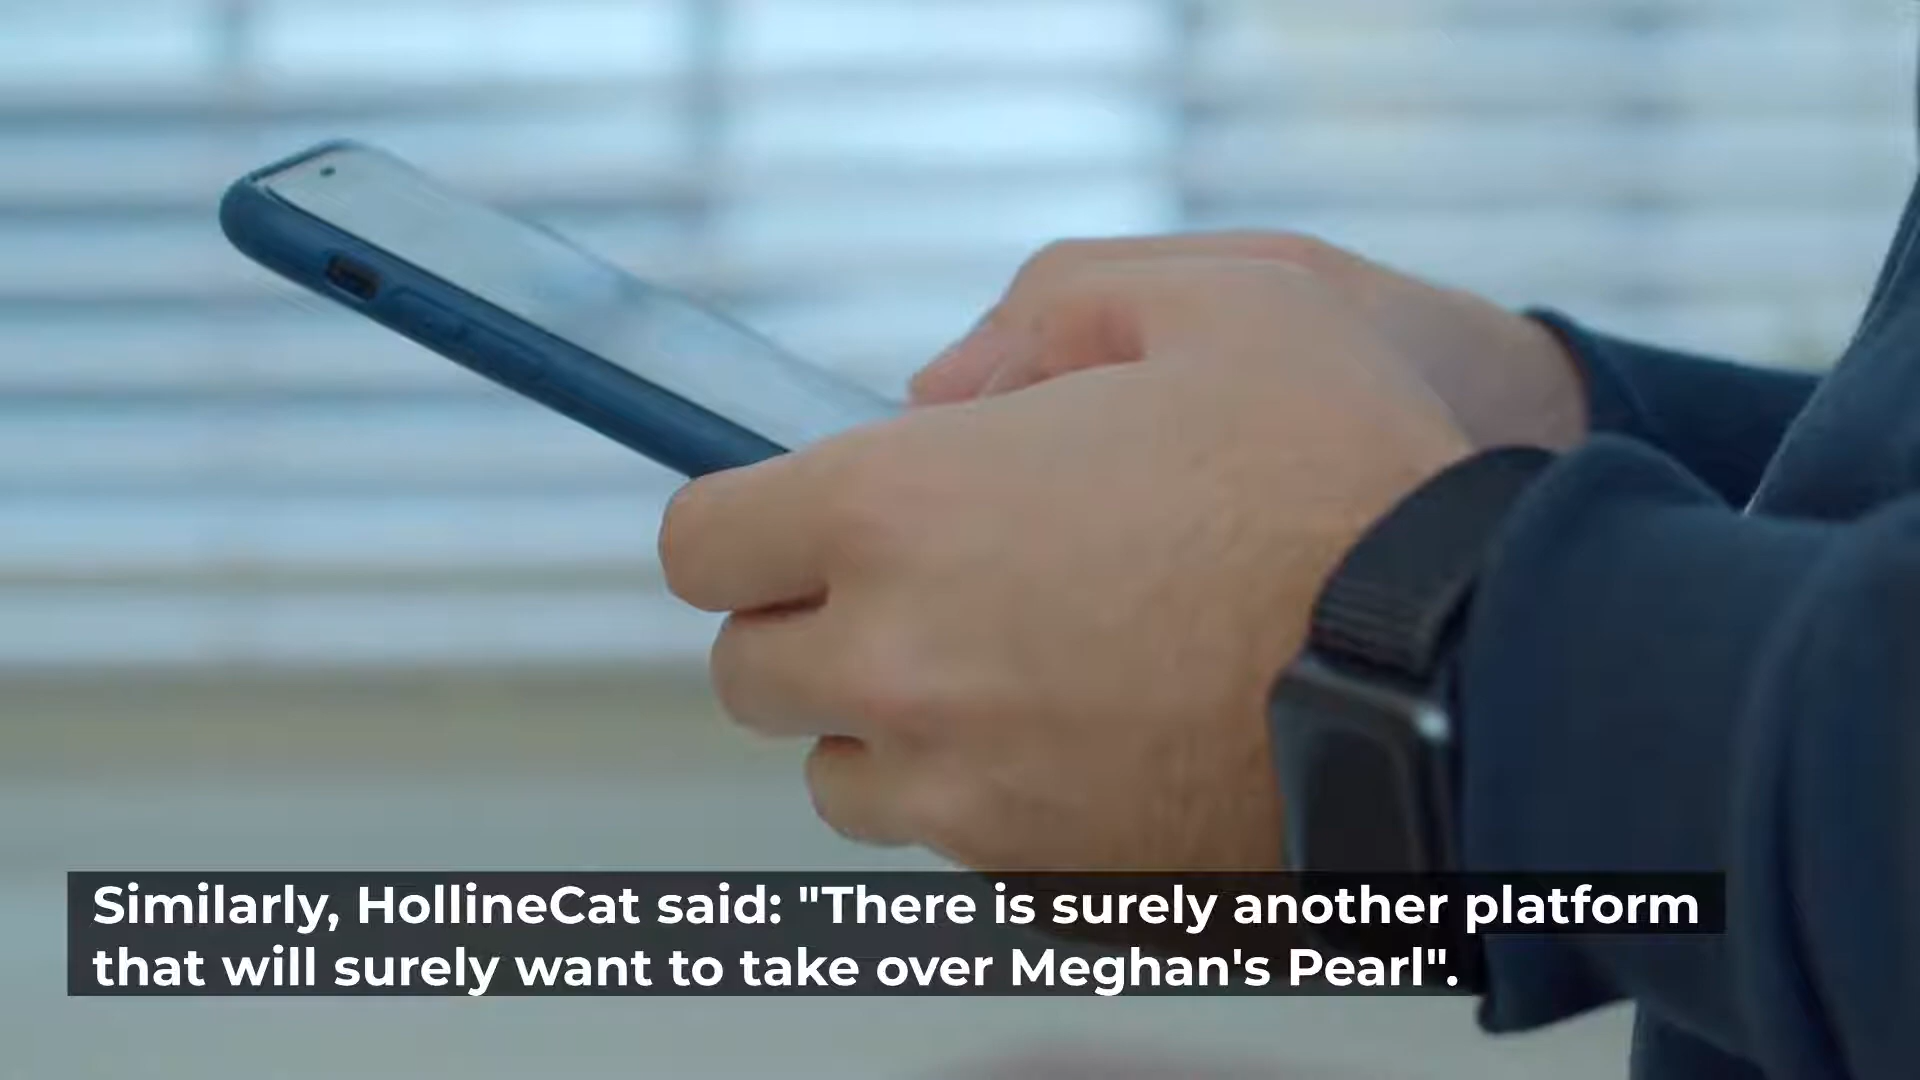 Similarly, HollineCat said: "There is surely another platform
that will surely want to take over Meghan's Pearl".